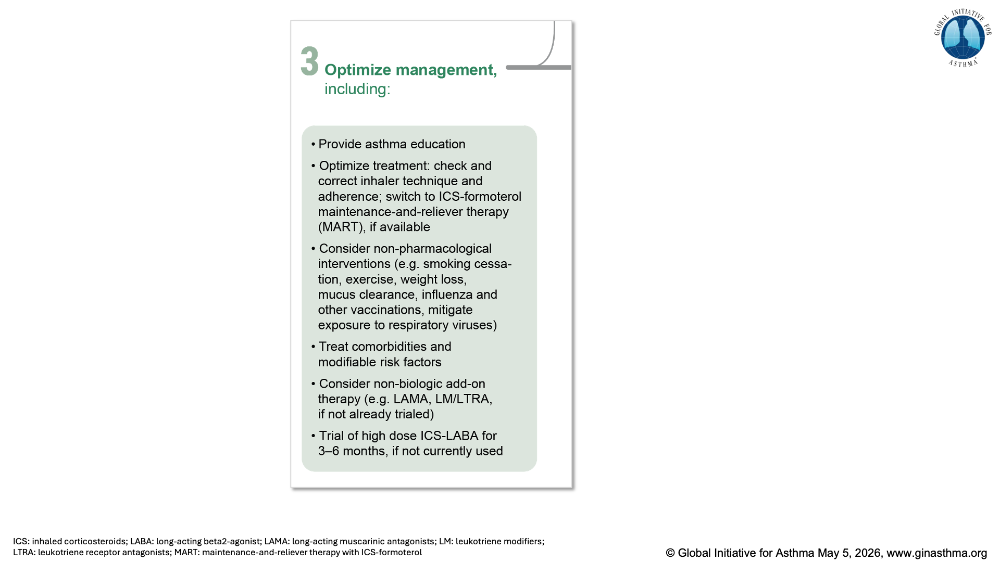 GLOBAL INITIATIVE FOR
ASTHMA
3
Optimize management,
including:
• Provide asthma education
• Optimize treatment: check and
correct inhaler technique and
adherence; switch to ICS-formoterol
maintenance-and-reliever therapy
(MART), if available
• Consider non-pharmacological
interventions (e.g. smoking cessa-
tion, exercise, weight loss,
mucus clearance, influenza and
other vaccinations, mitigate
exposure to respiratory viruses)
• Treat comorbidities and
modifiable risk factors
• Consider non-biologic add-on
therapy (e.g. LAMA, LM/LTRA,
if not already trialed)
• Trial of high dose ICS-LABA for
3–6 months, if not currently used
ICS: inhaled corticosteroids; LABA: long-acting beta2-agonist; LAMA: long-acting muscarinic antagonists; LM: leukotriene modifiers;
LTRA: leukotriene receptor antagonists; MART: maintenance-and-reliever therapy with ICS-formoterol
© Global Initiative for Asthma May 5, 2026, www.ginasthma.org